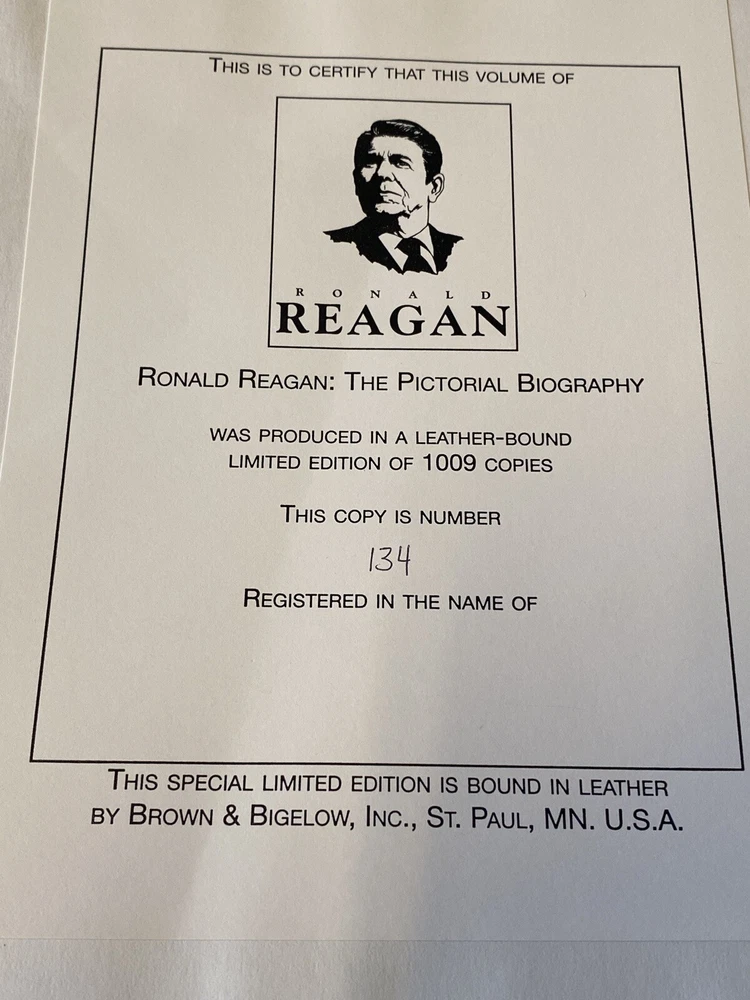 THIS IS TO CERTIFY THAT THIS VOLUME OF
RONALD
REAGAN
RONALD REAGAN: THE PICTORIAL BIOGRAPHY
WAS PRODUCED IN A LEATHER-BOUND
LIMITED EDITION OF 1009 COPIES
THIS COPY IS NUMBER
134
REGISTERED IN THE NAME OF
THIS SPECIAL LIMITED EDITION IS BOUND IN LEATHER
BY BROWN & BIGELOW, INC., ST. PAUL, MN. U.S.A.